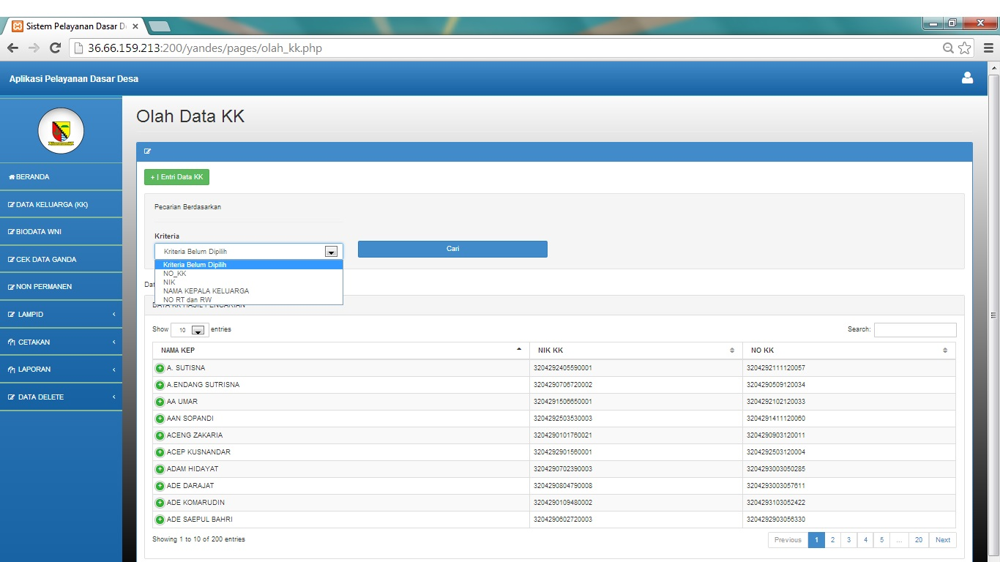 Sistem Pelayanan Dasar D
36.66.159.213:200/yandes/pages/olah_kk.php
Aplikasi Pelayanan Dasar Desa
Olah Data KK
BERANDA
DATA KELUARGA (KK)
BIODATA WNI
CEK DATA GANDA
NON PERMANEN
LAMPID
CETAKAN
LAPORAN
DATA DELETE
+ | Entri Data KK
Pecarian Berdasarkan
Kriteria
Kriteria Belum Dipilih
Cari
Kriteria Belum Dipilih
NO_KK
NIK
NAMA KEPALA KELUARGA
NO RT dan RW
Dat
DATA KK HASIL PENCARIAN
Show 10 entries
Search:
NAMA KEP NIK KK NO KK
A. SUTISNA 3204292405590001 3204292111120057
A.ENDANG SUTRISNA 3204290706720002 3204290509120034
AA UMAR 3204291506650001 3204292102120033
AAN SOPANDI 3204292503530003 3204291411120060
ACENG ZAKARIA 3204290101760021 3204290903120011
ACEP KUSNANDAR 3204292901560001 3204292503120004
ADAM HIDAYAT 3204290702390003 3204293003050285
ADE DARAJAT 3204290804790008 3204293003057611
ADE KOMARUDIN 3204290109480002 3204293103052422
ADE SAEPUL BAHRI 3204290602720003 3204292903056330
Showing 1 to 10 of 200 entries
Previous 1 2 3 4 5 ... 20 Next